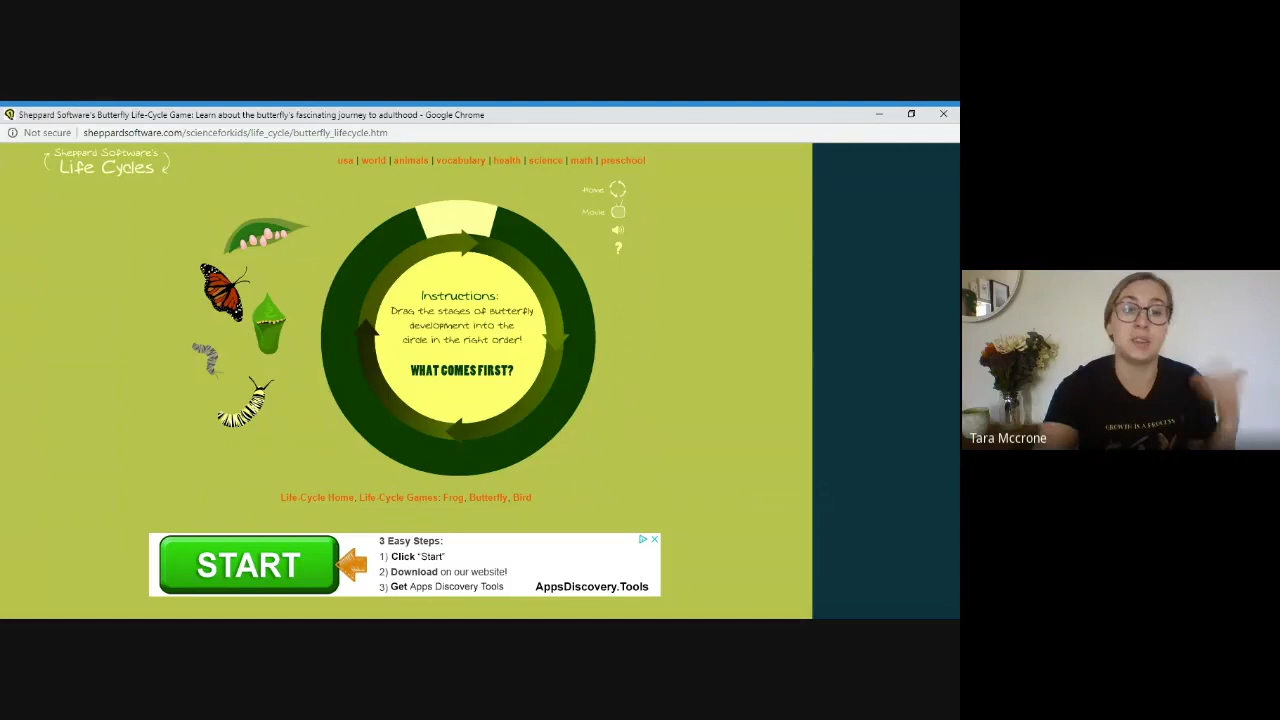 Sheppard Software's Butterfly Life-Cycle Game: Learn about the butterfly's fascinating journey to adulthood - Google Chrome
Not secure | sheppardsoftware.com/scienceforkids/life_cycle/butterfly_lifecycle.htm
Sheppard Software's
Life Cycles
usa | world | animals | vocabulary | health | science | math | preschool
Home
Movie
?
Instructions:
Drag the stages of butterfly
development into the
circle in the right order!
WHAT COMES FIRST?
Life-Cycle Home, Life-Cycle Games: Frog, Butterfly, Bird
START
3 Easy Steps:
1) Click "Start"
2) Download on our website!
3) Get Apps Discovery Tools
AppsDiscovery.Tools
GROWTH IS A PROCESS
Tara Mccrone